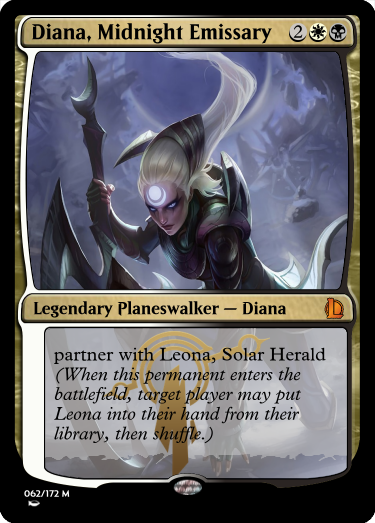 Diana, Midnight Emissary 2
Legendary Planeswalker — Diana
partner with Leona, Solar Herald
(When this permanent enters the
battlefield, target player may put
Leona into their hand from their
library, then shuffle.)
062/172 M